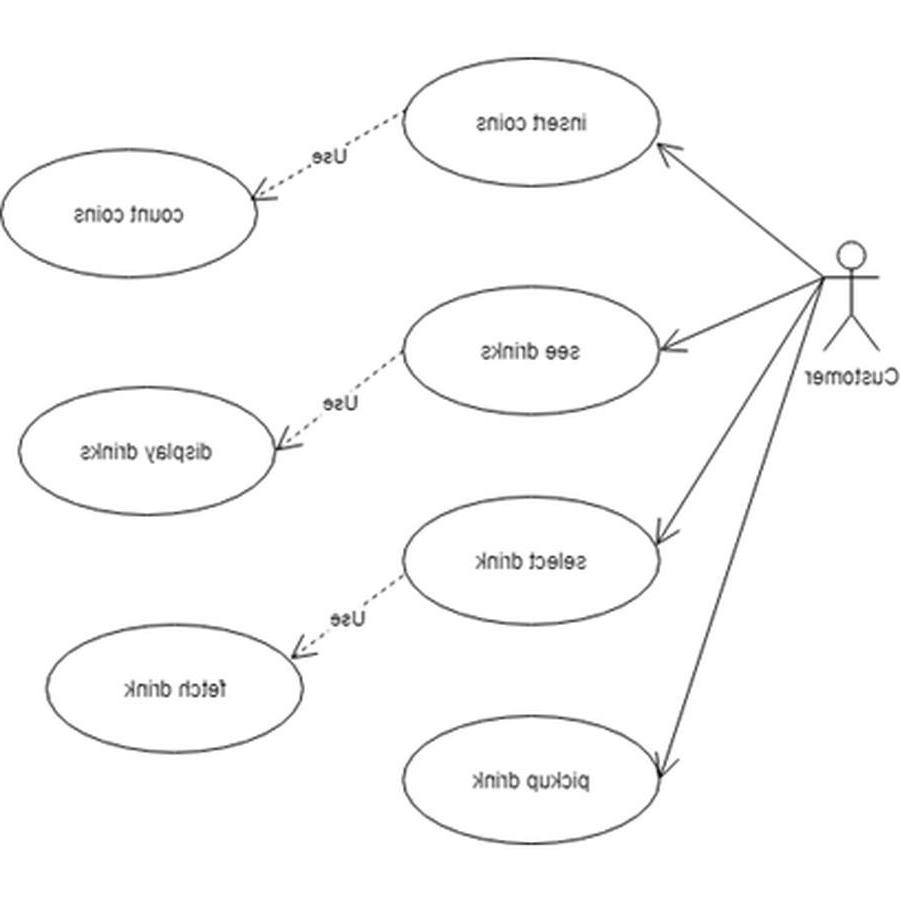 insert coins
Use
count coins
see drinks
Customer
Use
display drinks
select drink
Use
fetch drink
pickup drink